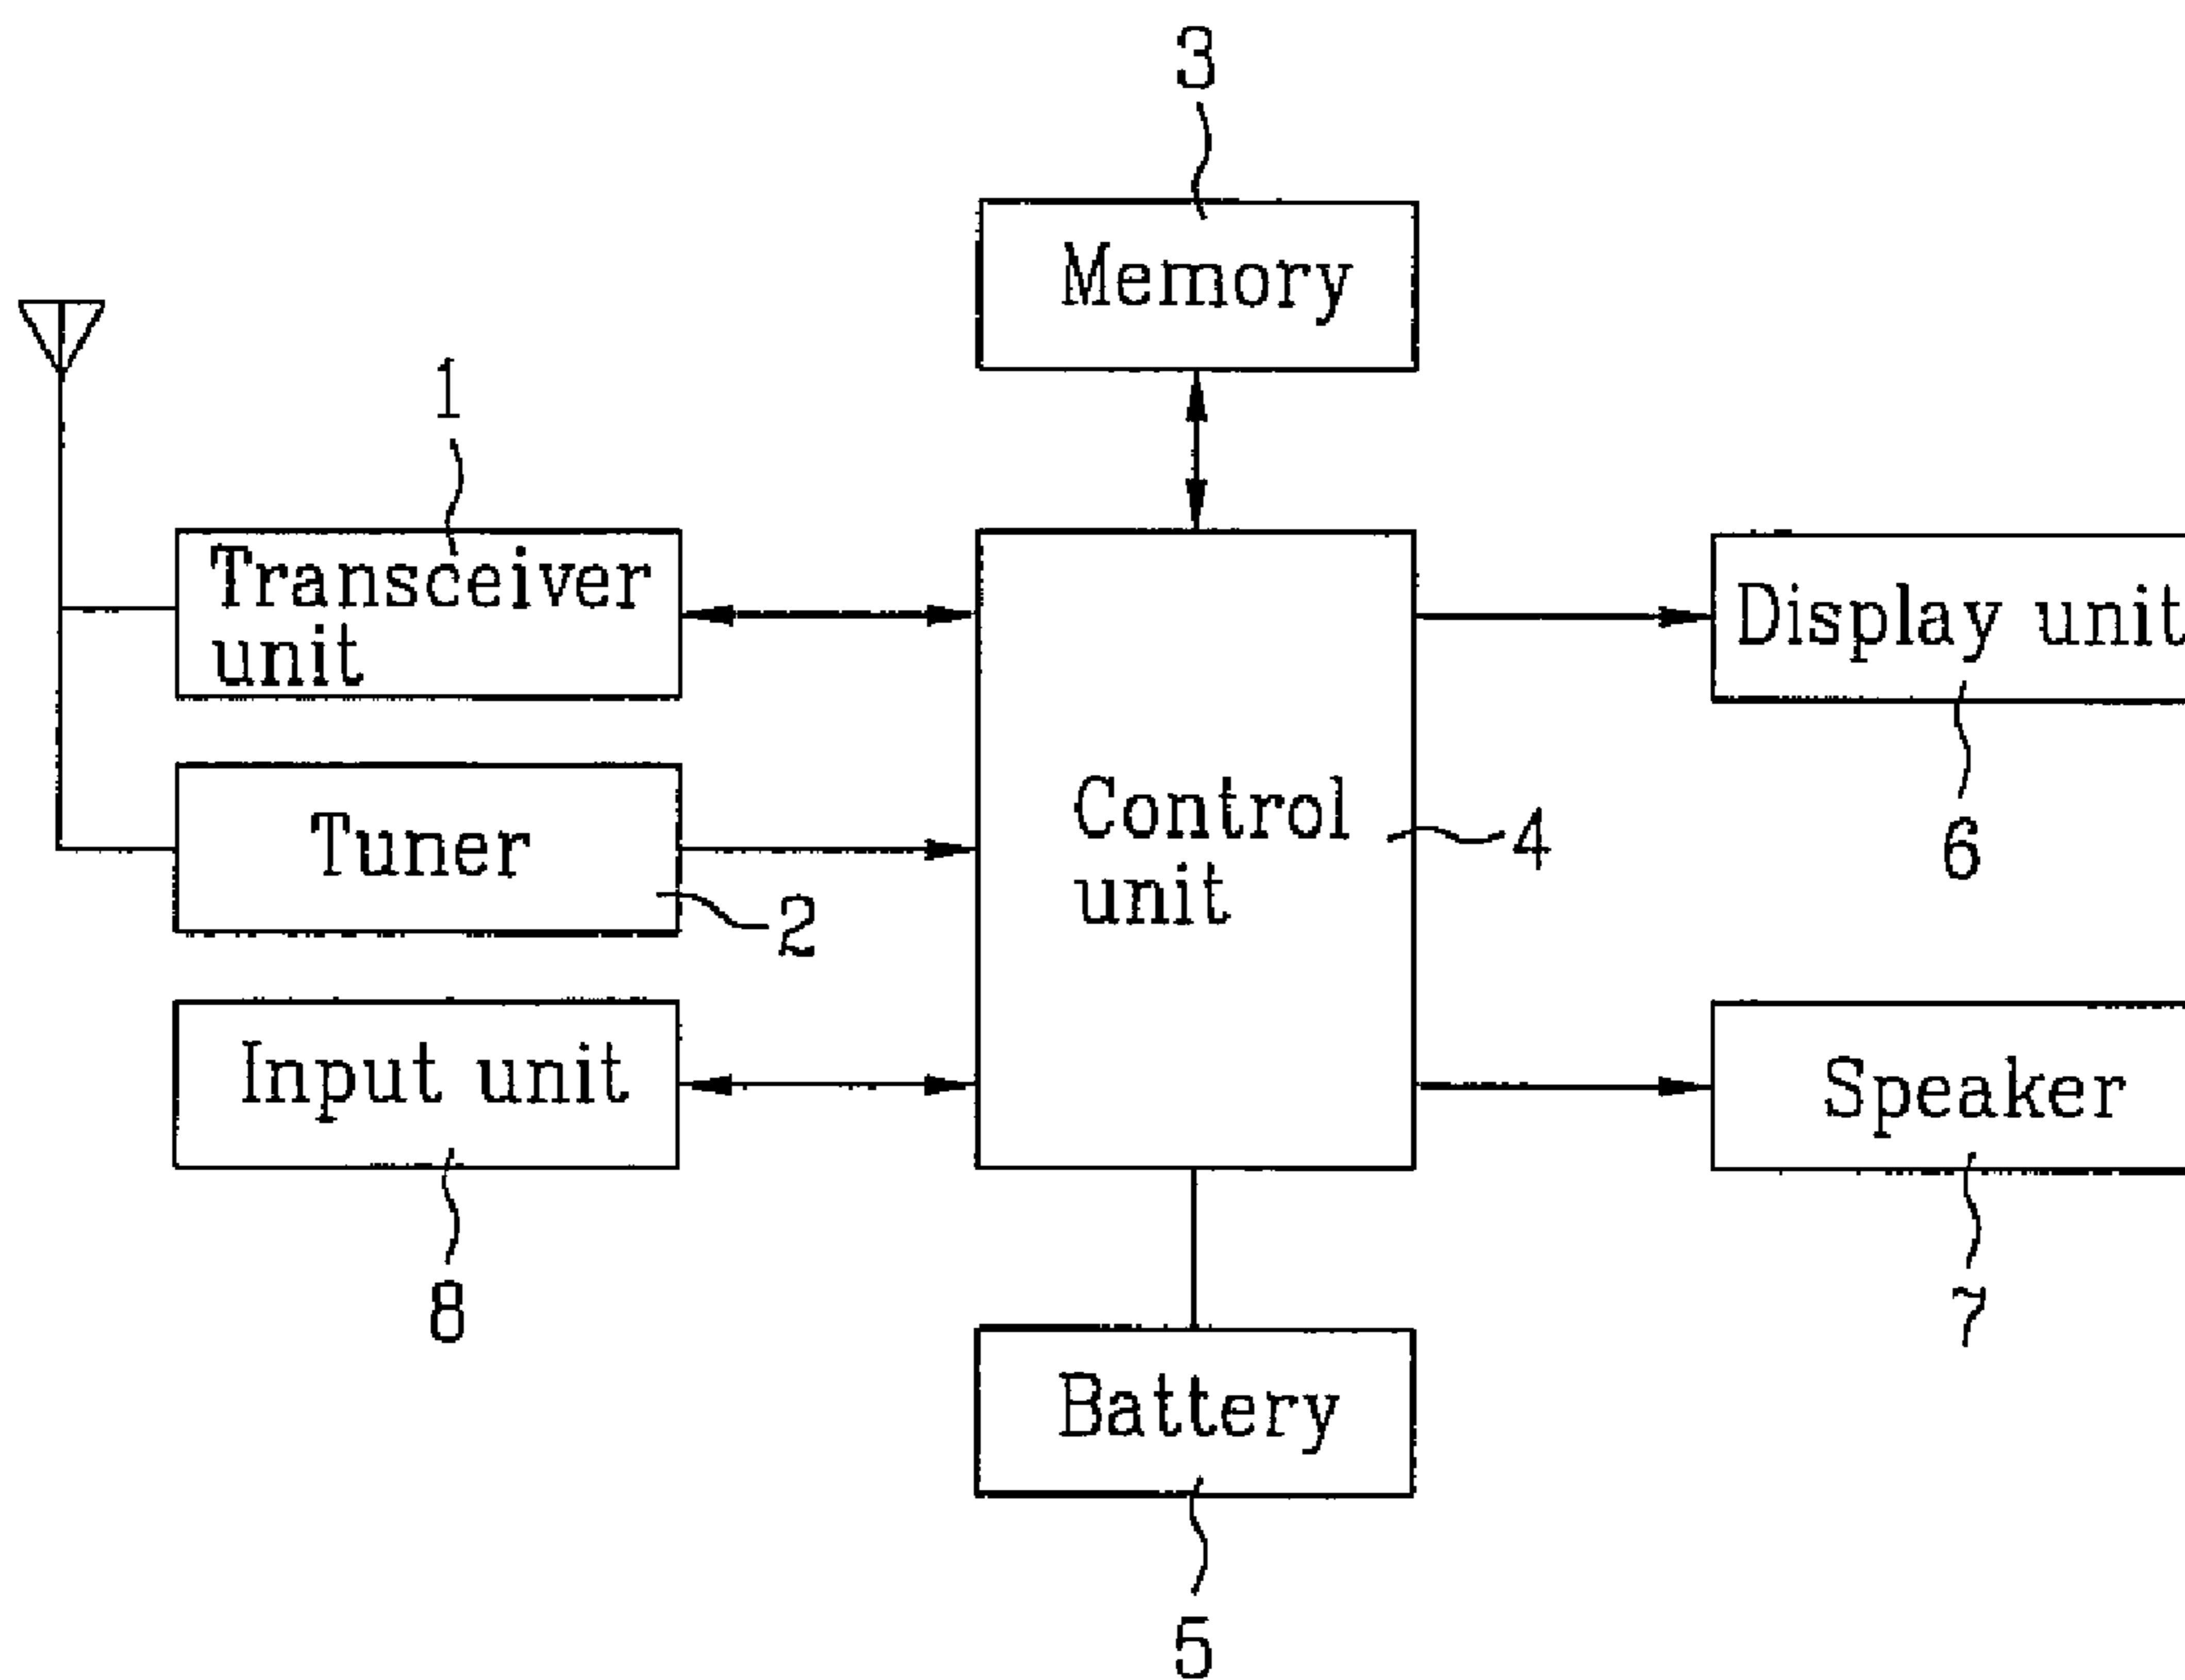 3
Memory
1
Transceiver
unit
Display unit
6
Control
unit
4
Tuner
2
Input unit
8
Speaker
7
Battery
5